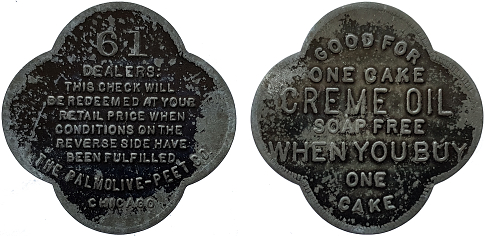 61
DEALERS:
THIS CHECK WILL
BE REDEEMED AT YOUR
RETAIL PRICE WHEN
CONDITIONS ON THE
REVERSE SIDE HAVE
BEEN FULFILLED
THE PALMOLIVE-PEET CO.
CHICAGO
GOOD FOR
ONE CAKE
CREME OIL
SOAP FREE
WHEN YOU BUY
ONE
CAKE